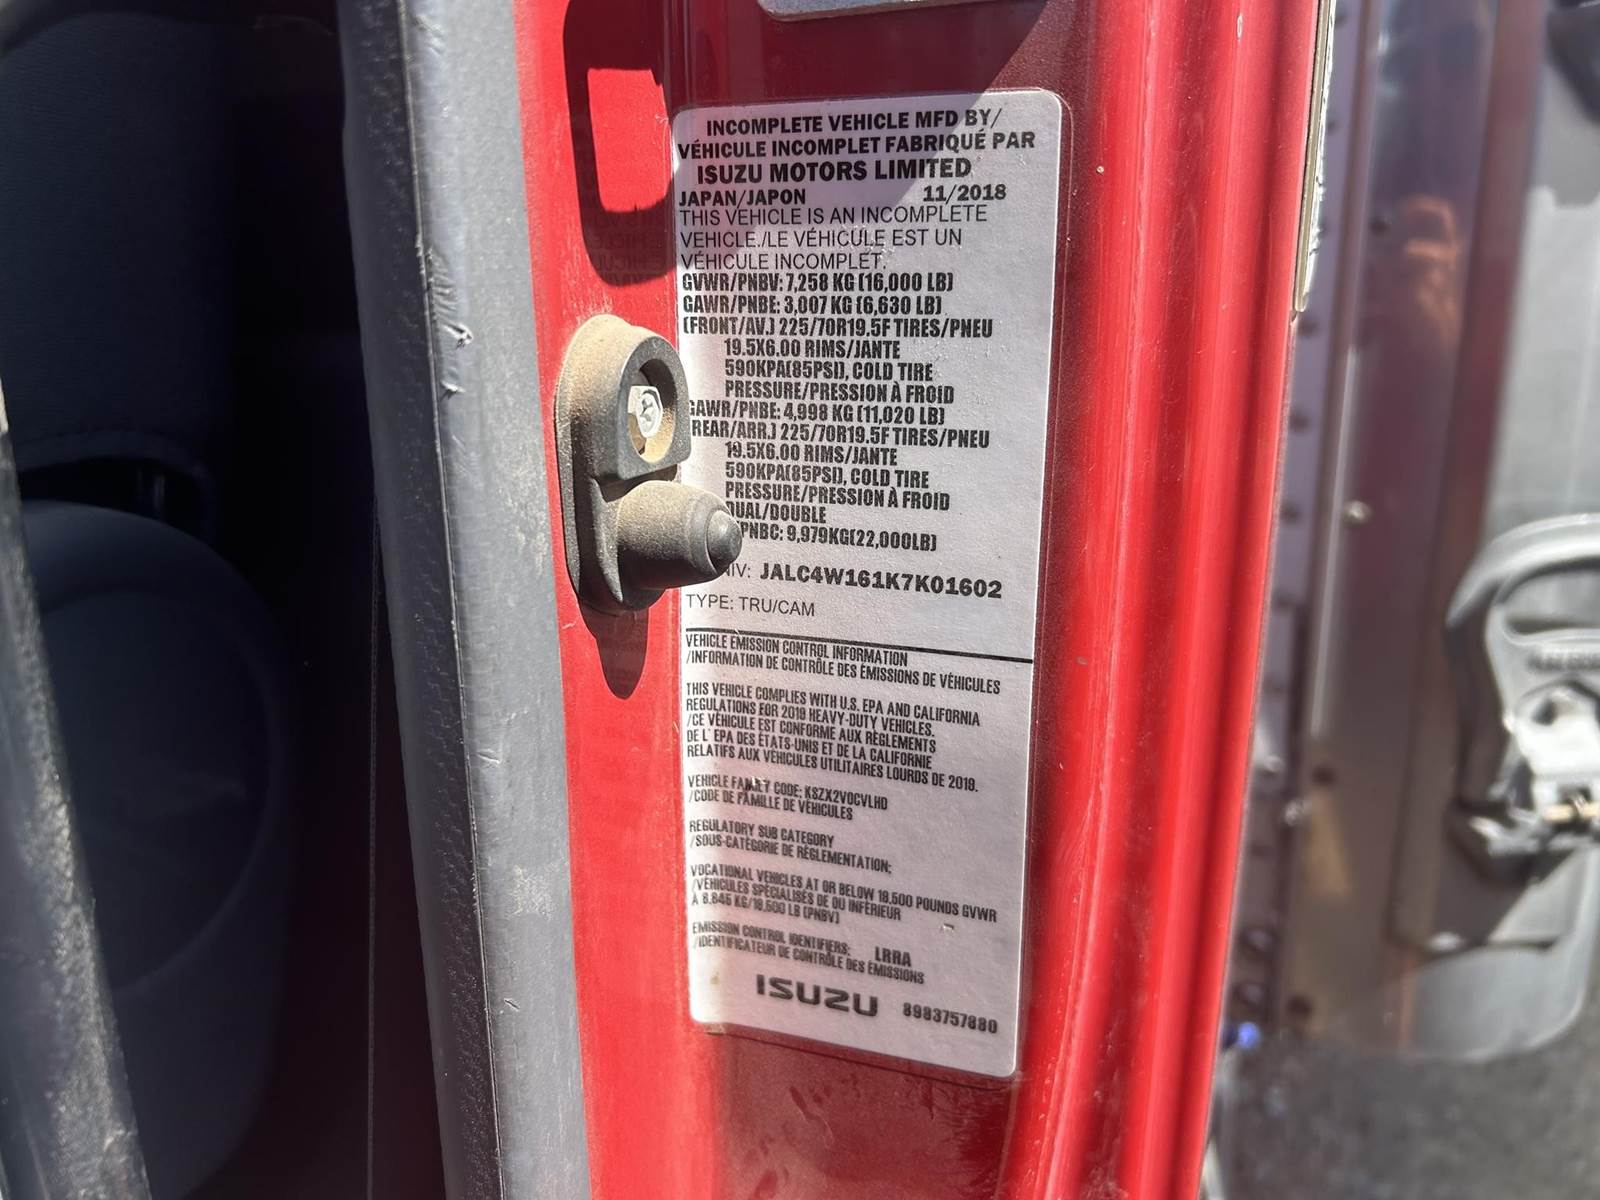 INCOMPLETE VEHICLE MFD BY/
VÉHICULE INCOMPLET FABRIQUÉ PAR
ISUZU MOTORS LIMITED
JAPAN/JAPON 11/2018
THIS VEHICLE IS AN INCOMPLETE
VEHICLE./LE VÉHICULE EST UN
VÉHICULE INCOMPLET.
GVWR/PNBV: 7,258 KG (16,000 LB)
GAWR/PNBE: 3,007 KG (6,630 LB)
(FRONT/AV.) 225/70R19.5F TIRES/PNEU
19.5X6.00 RIMS/JANTE
590KPA(85PSI), COLD TIRE
PRESSURE/PRESSION À FROID
GAWR/PNBE: 4,998 KG (11,020 LB)
REAR/ARR.) 225/70R19.5F TIRES/PNEU
19.5X6.00 RIMS/JANTE
590KPA(85PSI), COLD TIRE
PRESSURE/PRESSION À FROID
DUAL/DOUBLE
PNBC: 9,979KG(22,000LB)
NIV: JALC4W161K7K01602
TYPE: TRU/CAM
VEHICLE EMISSION CONTROL INFORMATION
/INFORMATION DE CONTRÔLE DES ÉMISSIONS DE VÉHICULES
THIS VEHICLE COMPLIES WITH U.S. EPA AND CALIFORNIA
REGULATIONS FOR 2019 HEAVY-DUTY VEHICLES.
/CE VÉHICULE EST CONFORME AUX RÈGLEMENTS
DE L' EPA DES ÉTATS-UNIS ET DE LA CALIFORNIE
RELATIFS AUX VÉHICULES UTILITAIRES LOURDS DE 2019.
VEHICLE FAMILY CODE: KSZX2VOCVLHD
/CODE DE FAMILLE DE VÉHICULES
REGULATORY SUB CATEGORY
/SOUS-CATÉGORIE DE RÉGLEMENTATION:
VOCATIONAL VEHICLES AT OR BELOW 19,500 POUNDS GVWR
/VÉHICULES SPÉCIALISÉS DE OU INFÉRIEUR
À 8,845 KG/19,500 LB (PNBV)
EMISSION CONTROL IDENTIFIERS: LRRA
/IDENTIFICATEUR DE CONTRÔLE DES ÉMISSIONS
ISUZU 8983757880